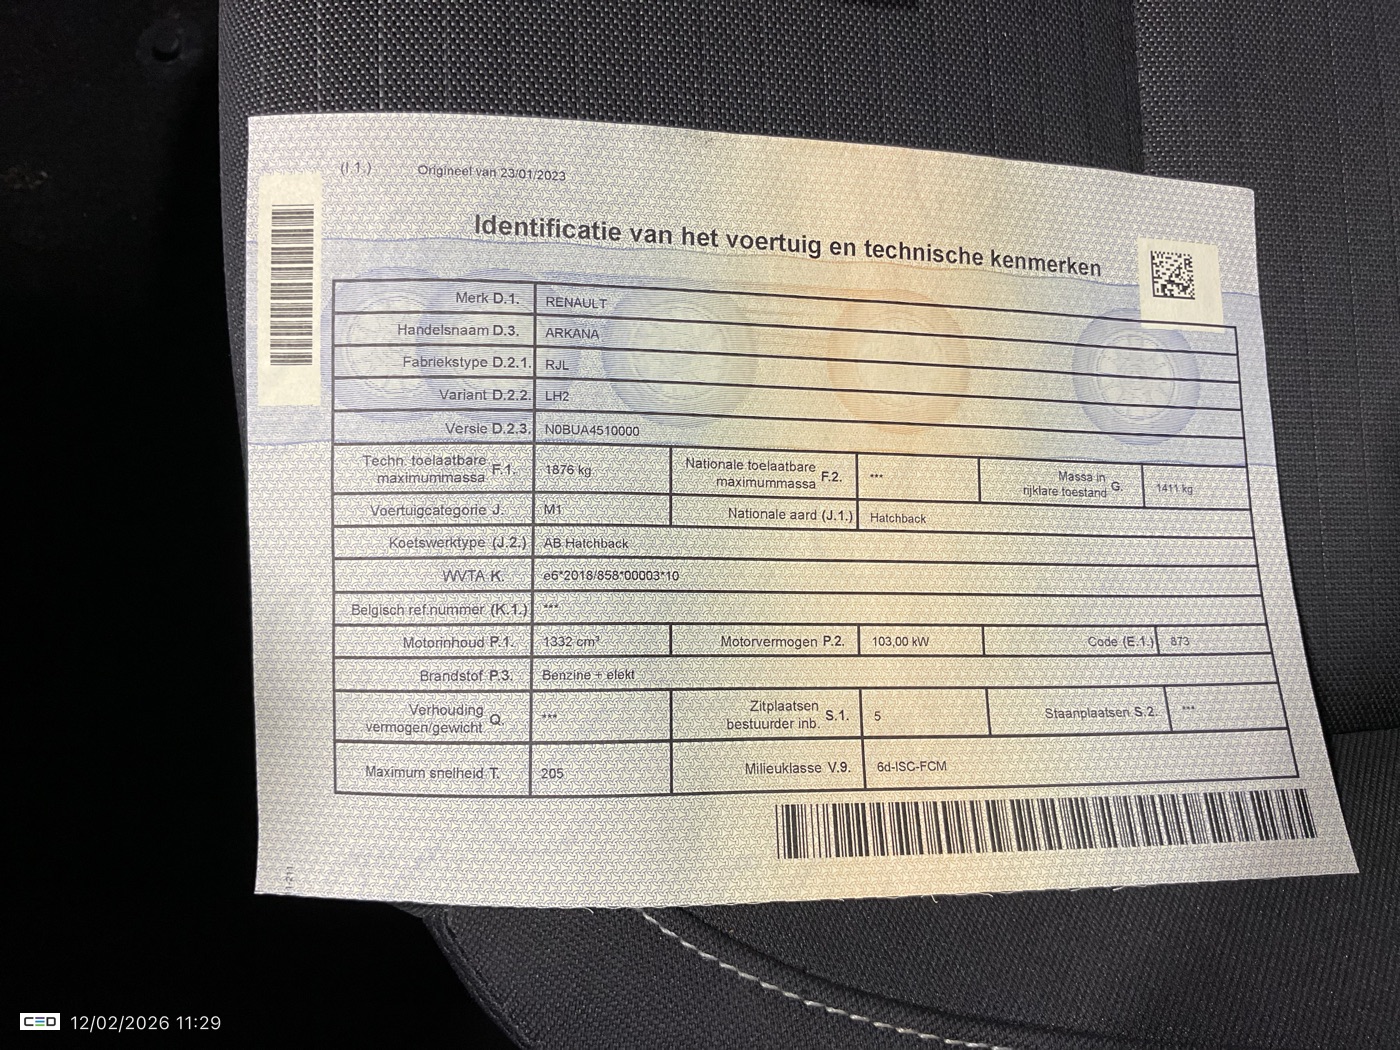 (I.1.) Origineel van 23/01/2023
Identificatie van het voertuig en technische kenmerken
Merk D.1. RENAULT
Handelsnaam D.3. ARKANA
Fabriekstype D.2.1. RJL
Variant D.2.2. LH2
Versie D.2.3. N0BUA4510000
Techn. toelaatbare maximummassa F.1. 1876 kg Nationale toelaatbare maximummassa F.2. *** Massa in rijklare toestand G. 1411 kg
Voertuigcategorie J. M1 Nationale aard (J.1.) Hatchback
Koetswerktype (J.2.) AB Hatchback
WVTA K. e6*2018/858*00003*10
Belgisch ref.nummer (K.1.) ***
Motorinhoud P.1. 1332 cm³ Motorvermogen P.2. 103,00 kW Code (E.1.) 873
Brandstof P.3. Benzine + elekt
Verhouding vermogen/gewicht Q. *** Zitplaatsen bestuurder inb. S.1. 5 Staanplaatsen S.2. ***
Maximum snelheid T. 205 Milieuklasse V.9. 6d-ISC-FCM
CED 12/02/2026 11:29